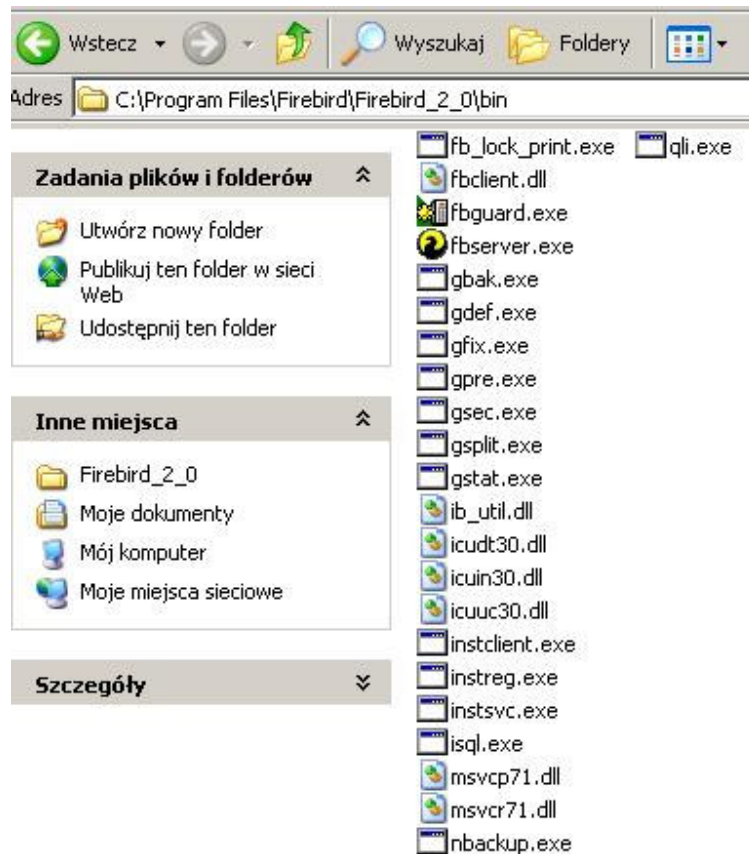 Wstecz Wyszukaj Foldery
Adres C:\Program Files\Firebird\Firebird_2_0\bin
Zadania plików i folderów
Utwórz nowy folder
Publikuj ten folder w sieci
Web
Udostępnij ten folder
Inne miejsca
Firebird_2_0
Moje dokumenty
Mój komputer
Moje miejsca sieciowe
Szczegóły
fb_lock_print.exe
fbclient.dll
fbguard.exe
fbserver.exe
gbak.exe
gdef.exe
gfix.exe
gpre.exe
gsec.exe
gsplit.exe
gstat.exe
ib_util.dll
icudt30.dll
icuin30.dll
icuuc30.dll
instclient.exe
instreg.exe
instsvc.exe
isql.exe
msvcp71.dll
msvcr71.dll
nbackup.exe
qli.exe